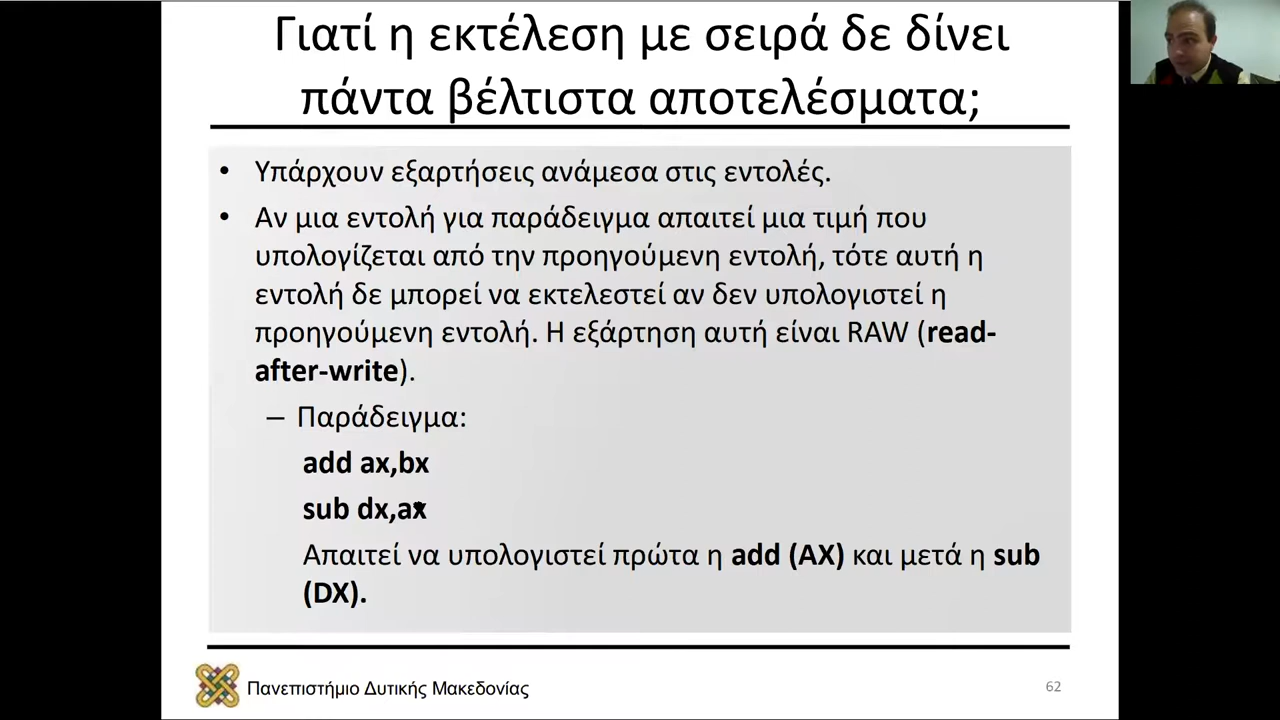 Γιατί η εκτέλεση με σειρά δε δίνει
πάντα βέλτιστα αποτελέσματα;
• Υπάρχουν εξαρτήσεις ανάμεσα στις εντολές.
• Αν μια εντολή για παράδειγμα απαιτεί μια τιμή που
υπολογίζεται από την προηγούμενη εντολή, τότε αυτή η
εντολή δε μπορεί να εκτελεστεί αν δεν υπολογιστεί η
προηγούμενη εντολή. Η εξάρτηση αυτή είναι RAW (read-
after-write).
– Παράδειγμα:
add ax,bx
sub dx,ax
Απαιτεί να υπολογιστεί πρώτα η add (AX) και μετά η sub
(DX).
Πανεπιστήμιο Δυτικής Μακεδονίας
62